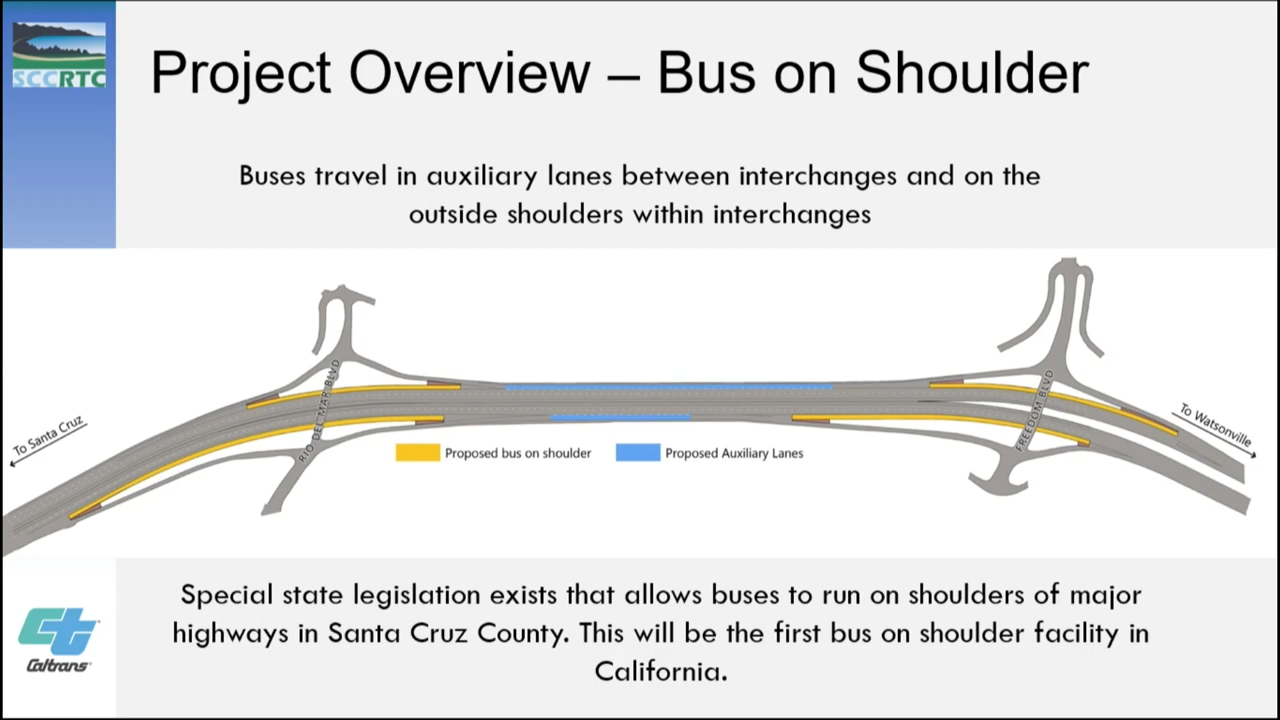 SCCRTC
Project Overview – Bus on Shoulder
Buses travel in auxiliary lanes between interchanges and on the
outside shoulders within interchanges
To Santa Cruz
RIO DEL MAR BLVD
FREEDOM BLVD
To Watsonville
Proposed bus on shoulder
Proposed Auxiliary Lanes
Special state legislation exists that allows buses to run on shoulders of major
highways in Santa Cruz County. This will be the first bus on shoulder facility in
California.
ct
Caltrans